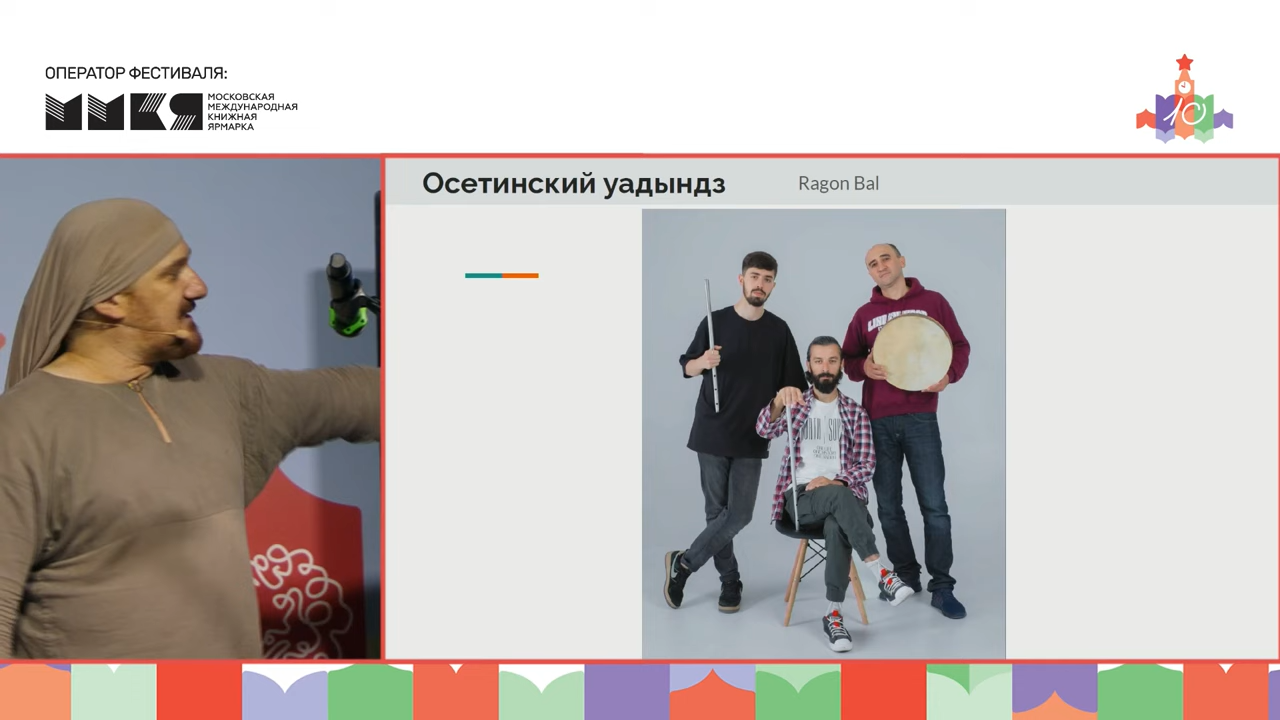 ОПЕРАТОР ФЕСТИВАЛЯ:
ММКЯ
МОСКОВСКАЯ
МЕЖДУНАРОДНАЯ
КНИЖНАЯ
ЯРМАРКА
10
Осетинский уадындз
Ragon Bal